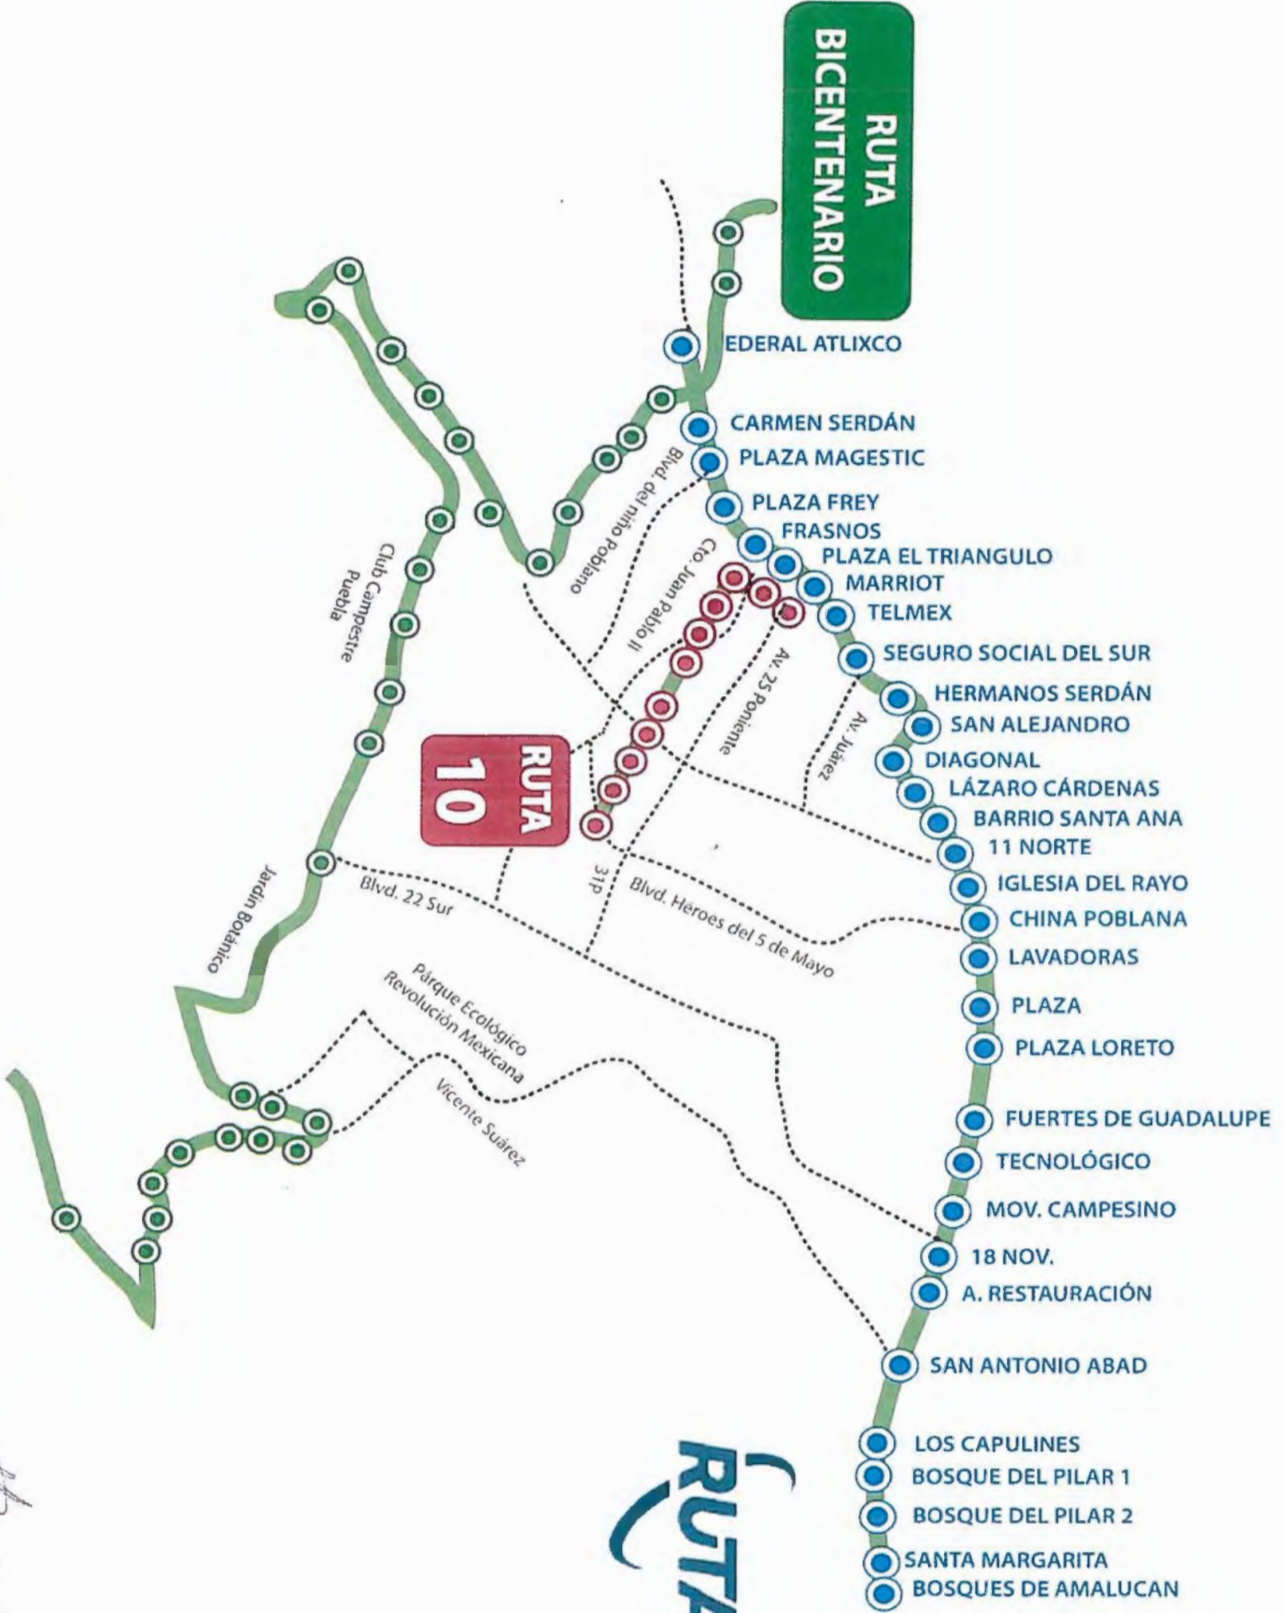 RUTA
BICENTENARIO
EDERAL ATLIXCO
CARMEN SERDÁN
PLAZA MAGESTIC
PLAZA FREY
FRASNOS
PLAZA EL TRIANGULO
MARRIOT
TELMEX
SEGURO SOCIAL DEL SUR
HERMANOS SERDÁN
SAN ALEJANDRO
DIAGONAL
LÁZARO CÁRDENAS
BARRIO SANTA ANA
11 NORTE
IGLESIA DEL RAYO
CHINA POBLANA
LAVADORAS
PLAZA
PLAZA LORETO
FUERTES DE GUADALUPE
TECNOLÓGICO
MOV. CAMPESINO
18 NOV.
A. RESTAURACIÓN
SAN ANTONIO ABAD
LOS CAPULINES
BOSQUE DEL PILAR 1
BOSQUE DEL PILAR 2
SANTA MARGARITA
BOSQUES DE AMALUCAN
Blvd. del niño Poblano
Cto. Juan Pablo II
Av. 25 Poniente
Av. Juárez
Club Campestre
Puebla
RUTA
10
31P
Blvd. Héroes del 5 de Mayo
Blvd. 22 Sur
Jardin Botánico
Párque Ecológico
Revolución Mexicana
Vicente Suárez
RUTA